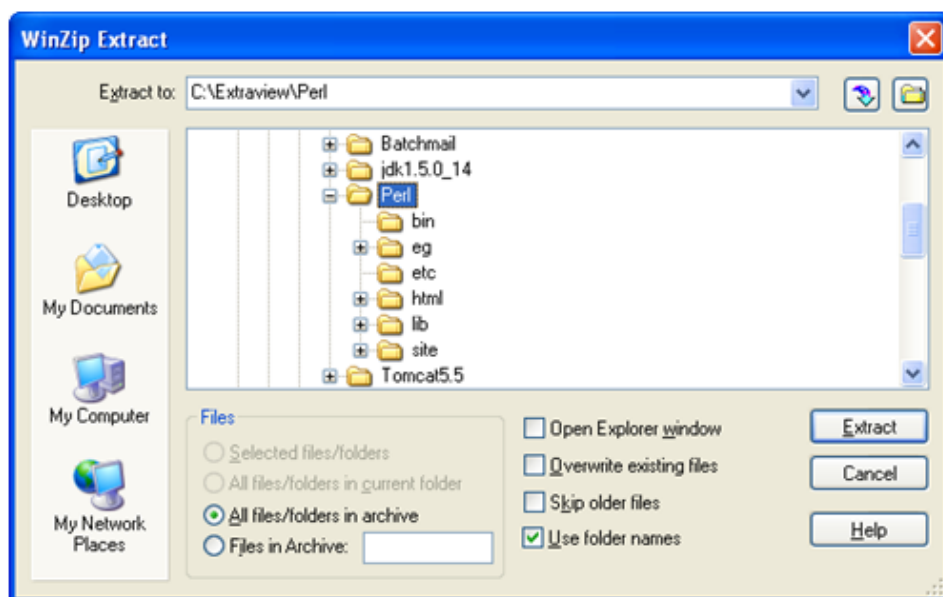 WinZip Extract
Extract to: C:\Extraview\Perl
Desktop
My Documents
My Computer
My Network
Places
Batchmail
jdk1.5.0_14
Perl
bin
eg
etc
html
lib
site
Tomcat5.5
Files
Selected files/folders
All files/folders in current folder
All files/folders in archive
Files in Archive:
Open Explorer window
Overwrite existing files
Skip older files
Use folder names
Extract
Cancel
Help